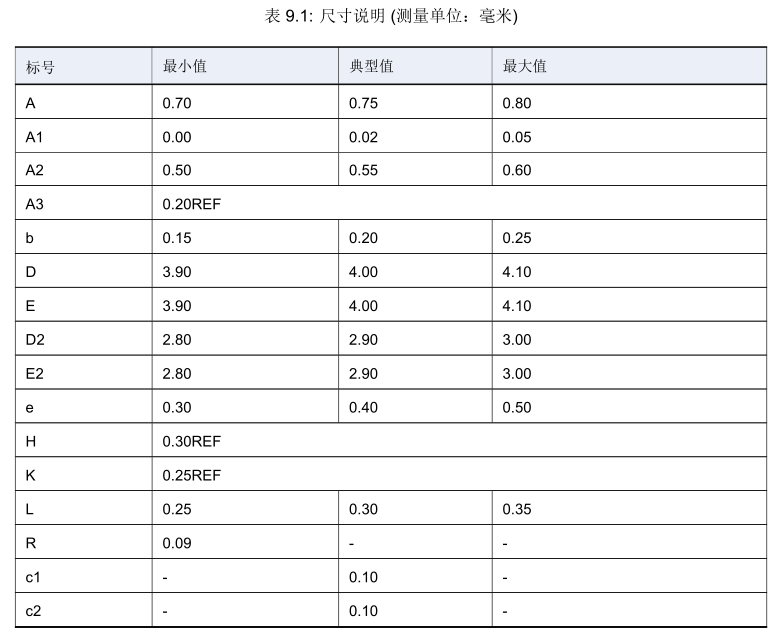 表 9.1: 尺寸说明 (测量单位：毫米)
标号 最小值 典型值 最大值
A 0.70 0.75 0.80
A1 0.00 0.02 0.05
A2 0.50 0.55 0.60
A3 0.20REF
b 0.15 0.20 0.25
D 3.90 4.00 4.10
E 3.90 4.00 4.10
D2 2.80 2.90 3.00
E2 2.80 2.90 3.00
e 0.30 0.40 0.50
H 0.30REF
K 0.25REF
L 0.25 0.30 0.35
R 0.09 - -
c1 - 0.10 -
c2 - 0.10 -